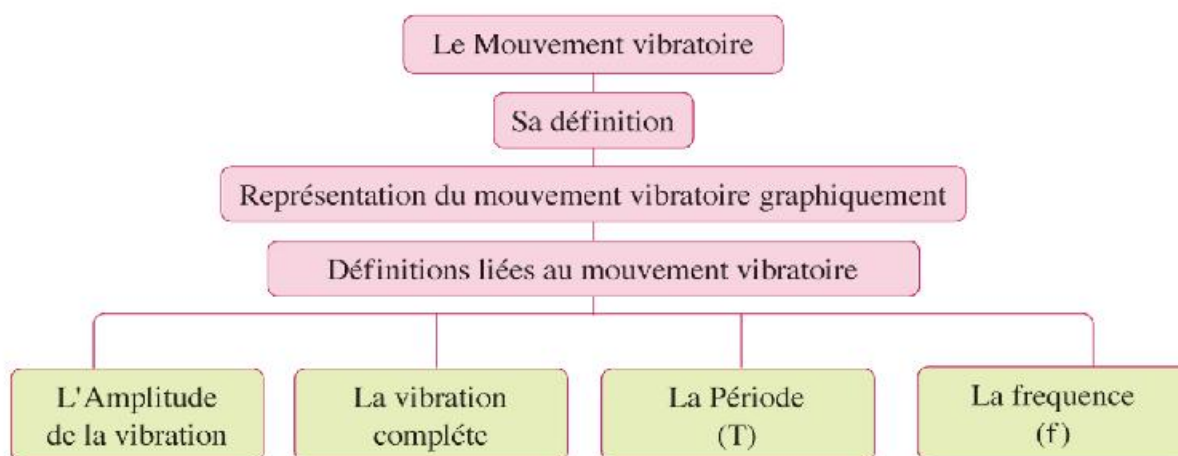 Le Mouvement vibratoire
Sa définition
Représentation du mouvement vibratoire graphiquement
Définitions liées au mouvement vibratoire
L'Amplitude
de la vibration
La vibration
compléte
La Période
(T)
La frequence
(f)